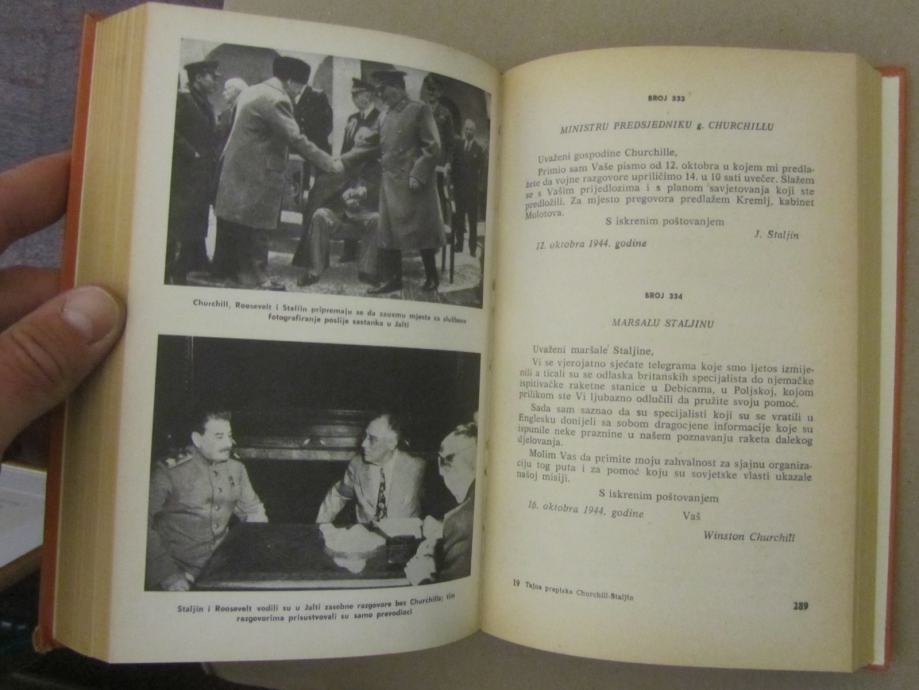 Churchill, Roosevelt i Staljin pripremaju se da zauzmu mjesta za službeno
fotografiranje poslije sastanka u Jalti
Staljin i Roosevelt vodili su u Jalti zasobne razgovore bez Churchilla; tim
razgovorima prisustvovali su samo prevodioci
BROJ 333
MINISTRU PREDSJEDNIKU g. CHURCHILLU
Uvaženi gospodine Churchille,
Primio sam Vaše pismo od 12. oktobra u kojem mi predla-
žete da vojne razgovore upriličimo 14. u 10 sati uvečer. Slažem
se s Vašim prijedlozima i s planom savjetovanja koji ste
predložili. Za mjesto pregovora predlažem Kremlj, kabinet
Molotova.
S iskrenim poštovanjem
J. Staljin
12. oktobra 1944. godine
BROJ 334
MARŠALU STALJINU
Uvaženi maršale Staljine,
Vi se vjerojatno sjećate telegrama koje smo ljetos izmije-
nili a ticali su se odlaska britanskih specijalista do njemačke
ispitivačke raketne stanice u Debicama, u Poljskoj, kojom
prilikom ste Vi ljubazno odlučili da pružite svoju pomoć.
Sada sam saznao da su specijalisti koji su se vratili u
Englesku donijeli sa sobom dragocjene informacije koje su
ispunile neke praznine u našem poznavanju raketa dalekog
djelovanja.
Molim Vas da primite moju zahvalnost za sjajnu organiza-
ciju tog puta i za pomoć koju su sovjetske vlasti ukazale
našoj misiji.
S iskrenim poštovanjem
16. oktobra 1944. godine Vaš
Winston Churchill
19 Tajna prepiska Churchill-Staljin
289